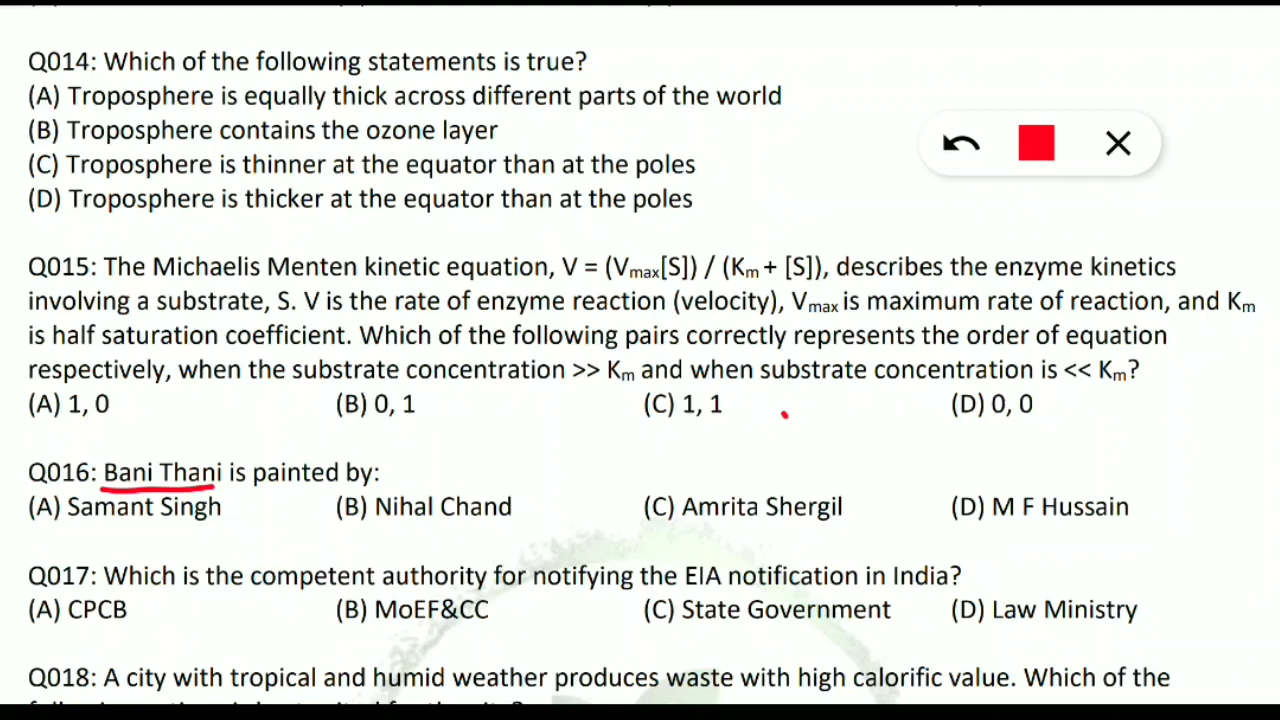 Q014: Which of the following statements is true?
(A) Troposphere is equally thick across different parts of the world
(B) Troposphere contains the ozone layer
(C) Troposphere is thinner at the equator than at the poles
(D) Troposphere is thicker at the equator than at the poles
Q015: The Michaelis Menten kinetic equation, V = (Vmax[S]) / (Km + [S]), describes the enzyme kinetics
involving a substrate, S. V is the rate of enzyme reaction (velocity), Vmax is maximum rate of reaction, and Km
is half saturation coefficient. Which of the following pairs correctly represents the order of equation
respectively, when the substrate concentration >> Km and when substrate concentration is << Km?
(A) 1, 0 (B) 0, 1 (C) 1, 1 (D) 0, 0
Q016: Bani Thani is painted by:
(A) Samant Singh (B) Nihal Chand (C) Amrita Shergil (D) M F Hussain
Q017: Which is the competent authority for notifying the EIA notification in India?
(A) CPCB (B) MoEF&CC (C) State Government (D) Law Ministry
Q018: A city with tropical and humid weather produces waste with high calorific value. Which of the